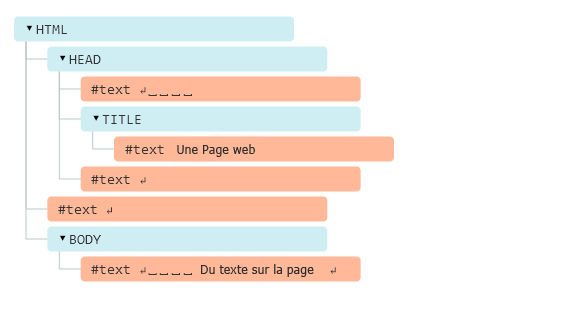 ▾ HTML
▾ HEAD
#text ↵␣␣␣␣
▾ TITLE
#text Une Page web
#text ↵
#text ↵
▾ BODY
#text ↵␣␣␣␣ Du texte sur la page ↵